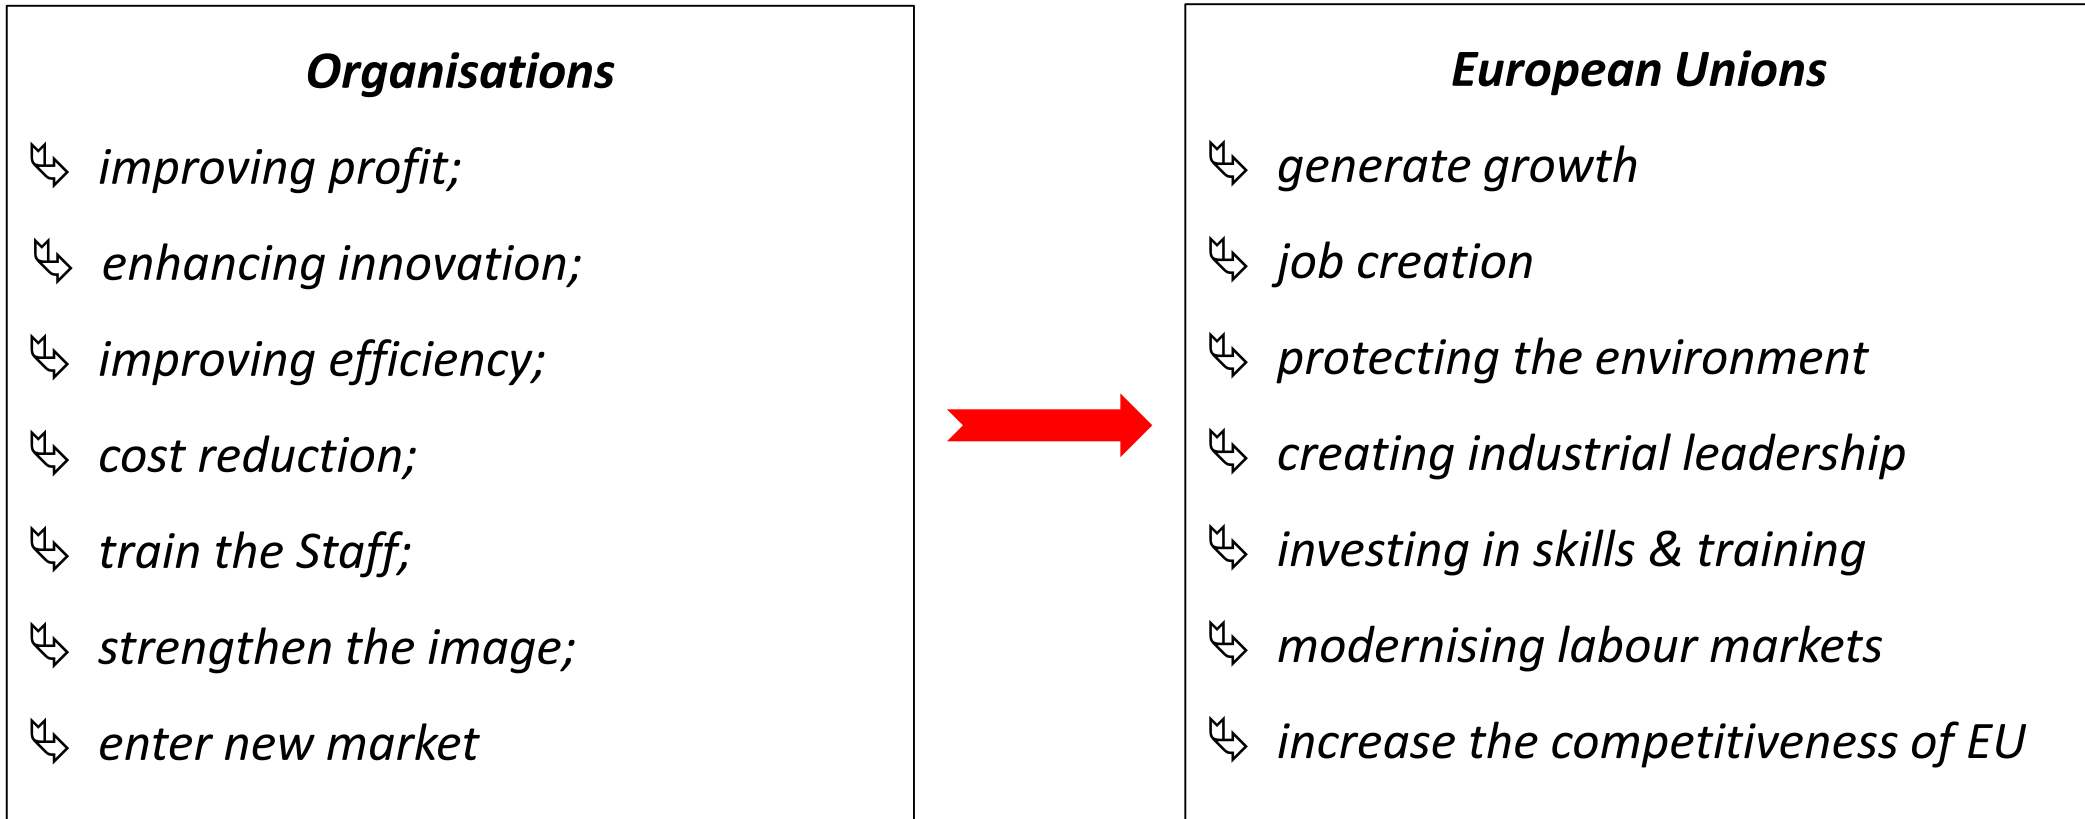 Organisations
improving profit;
enhancing innovation;
improving efficiency;
cost reduction;
train the Staff;
strengthen the image;
enter new market
European Unions
generate growth
job creation
protecting the environment
creating industrial leadership
investing in skills & training
modernising labour markets
increase the competitiveness of EU